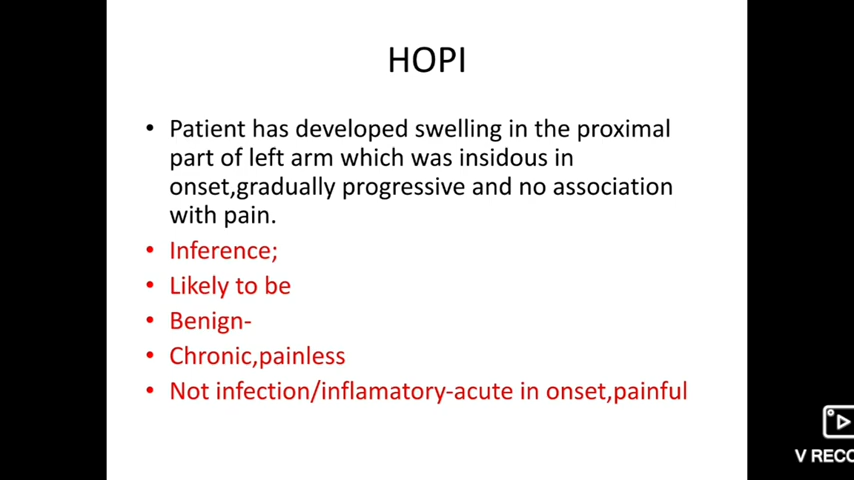 HOPI
• Patient has developed swelling in the proximal
part of left arm which was insidous in
onset,gradually progressive and no association
with pain.
• Inference;
• Likely to be
• Benign-
• Chronic,painless
• Not infection/inflamatory-acute in onset,painful
V RECO